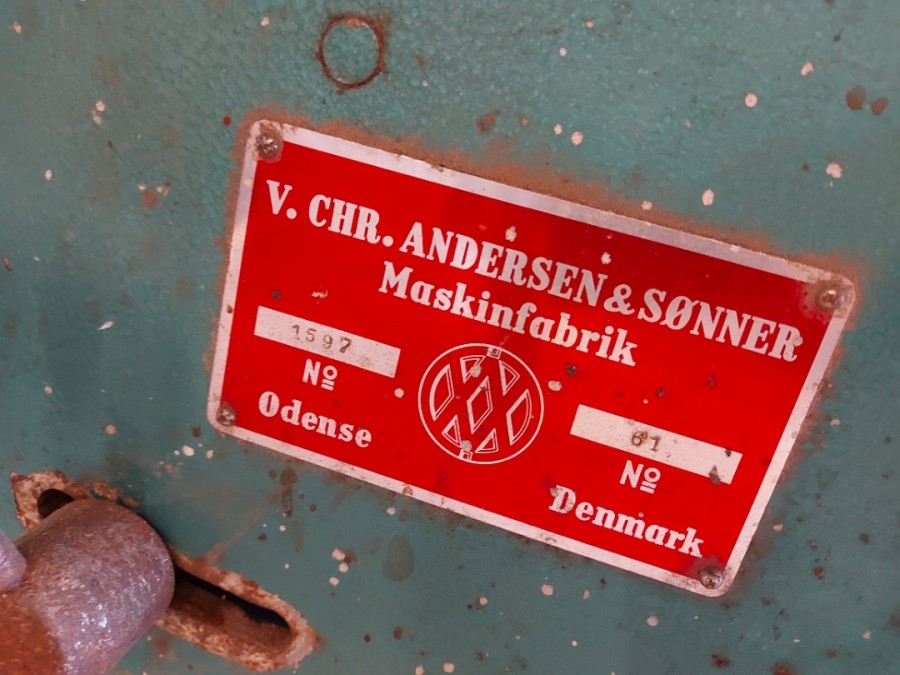 V. CHR. ANDERSEN & SØNNER
Maskinfabrik
1597
Nº
61
Nº
Odense
Denmark